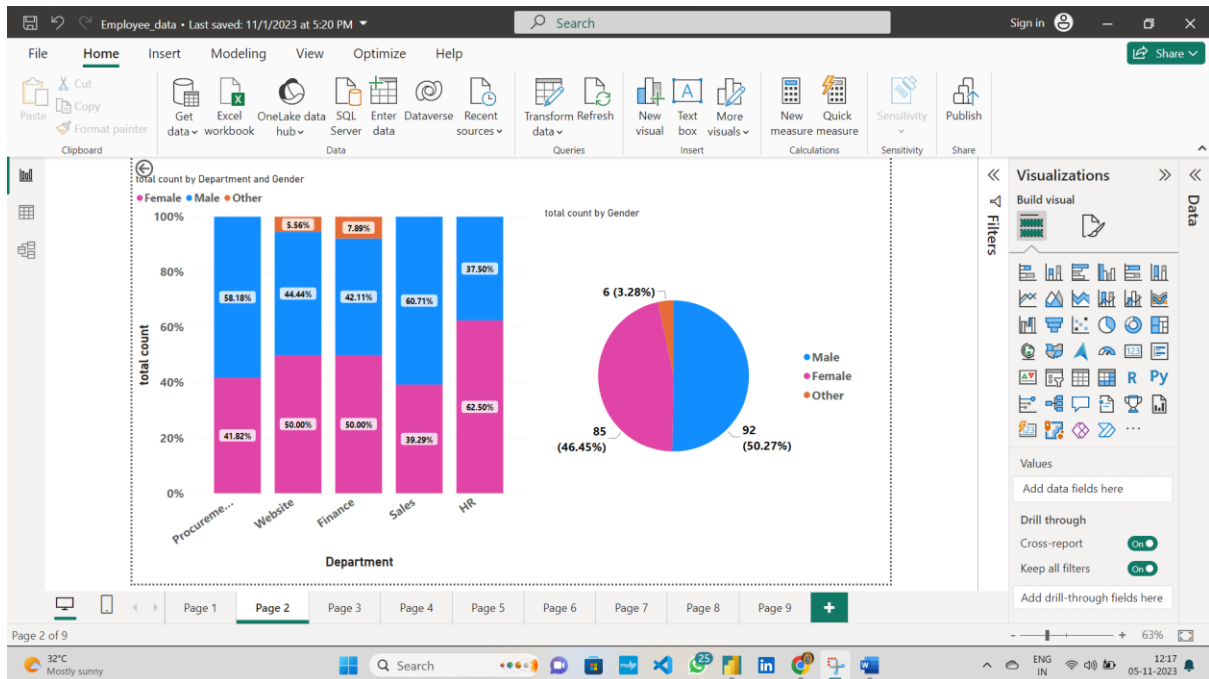 Employee_data • Last saved: 11/1/2023 at 5:20 PM
Search
Sign in
File Home Insert Modeling View Optimize Help
Share
Cut
Copy
Format painter
Paste
Get data
Excel workbook
OneLake data hub
SQL Server
Enter data
Dataverse
Recent sources
Transform data
Refresh
New visual
Text box
More visuals
New measure
Quick measure
Sensitivity
Publish
Clipboard
Data
Queries
Insert
Calculations
Sensitivity
Share
total count by Department and Gender
Female Male Other
100%
80%
60%
40%
20%
0%
total count
58.18%
41.82%
5.56%
44.44%
50.00%
7.89%
42.11%
50.00%
60.71%
39.29%
37.50%
62.50%
Procureme...
Website
Finance
Sales
HR
Department
total count by Gender
6 (3.28%)
85
(46.45%)
92
(50.27%)
Male
Female
Other
Filters
Visualizations
Build visual
123
R
Py
123
Values
Add data fields here
Drill through
Cross-report
On
Keep all filters
On
Add drill-through fields here
Data
Page 1 Page 2 Page 3 Page 4 Page 5 Page 6 Page 7 Page 8 Page 9 +
Page 2 of 9
- + 63%
32°C
Mostly sunny
Search
25
ENG
IN
12:17
05-11-2023